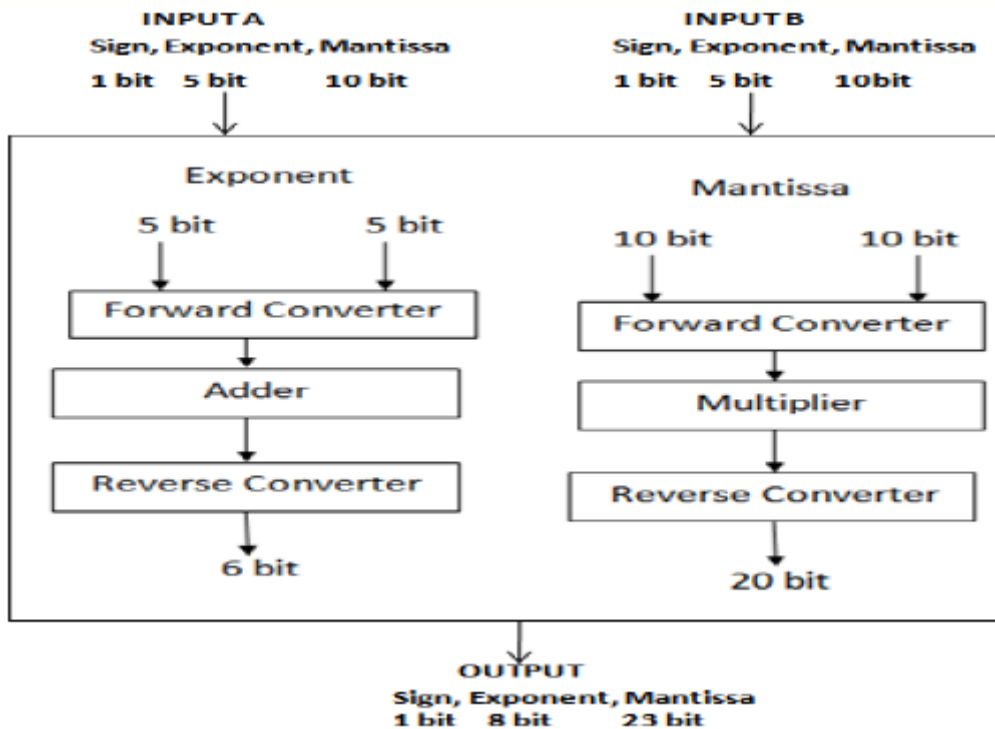 INPUT A
Sign, Exponent, Mantissa
1 bit 5 bit 10 bit
INPUT B
Sign, Exponent, Mantissa
1 bit 5 bit 10bit
Exponent
5 bit 5 bit
Forward Converter
Adder
Reverse Converter
6 bit
Mantissa
10 bit 10 bit
Forward Converter
Multiplier
Reverse Converter
20 bit
OUTPUT
Sign, Exponent, Mantissa
1 bit 8 bit 23 bit